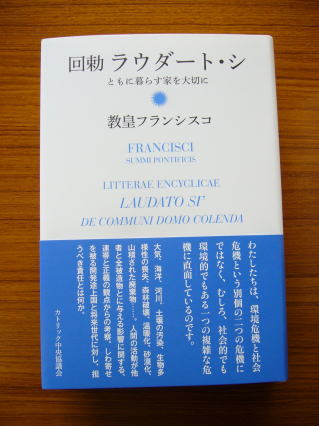 回勅 ラウダート・シ
ともに暮らす家を大切に
教皇フランシスコ
FRANCISCI
SUMMI PONTIFICIS
LITTERAE ENCYCLICAE
LAUDATO SI'
DE COMMUNI DOMO COLENDA
わたしたちは、環境危機と社会
危機という別個の二つの危機に
ではなく、むしろ、社会的でも
環境的でもある一つの複雑な危
機に直面しているのです。
大気、海洋、河川、土壌の汚染、生物多
様性の喪失、森林破壊、温暖化、砂漠化、
山積された廃棄物……。人間の活動が他
者と全被造物とに与える影響に関する、
連帯と正義の観点からの考察。しわ寄せ
を被る開発途上国と将来世代に対し、担
うべき責任とは何か。
カトリック中央協議会